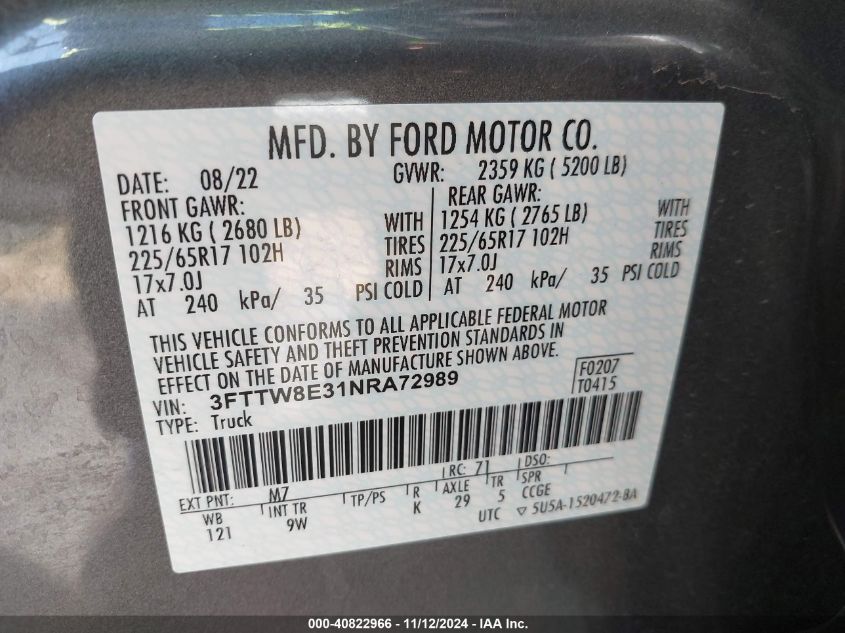 MFD. BY FORD MOTOR CO.
DATE: 08/22 GVWR: 2359 KG ( 5200 LB)
FRONT GAWR: REAR GAWR:
1216 KG ( 2680 LB) WITH 1254 KG ( 2765 LB) WITH
225/65R17 102H TIRES 225/65R17 102H TIRES
17x7.0J RIMS 17x7.0J RIMS
AT 240 kPa/ 35 PSI COLD AT 240 kPa/ 35 PSI COLD
THIS VEHICLE CONFORMS TO ALL APPLICABLE FEDERAL MOTOR
VEHICLE SAFETY AND THEFT PREVENTION STANDARDS IN
EFFECT ON THE DATE OF MANUFACTURE SHOWN ABOVE.
VIN: 3FTTW8E31NRA72989 F0207
TYPE: Truck T0415
EXT PNT: M7 RC: 71 DSO:
WB INT TR TP/PS R AXLE TR SPR
121 9W K 29 5 CCGE
UTC ▽ 5U5A-1520472-BA
000-40822966 - 11/12/2024 - IAA Inc.